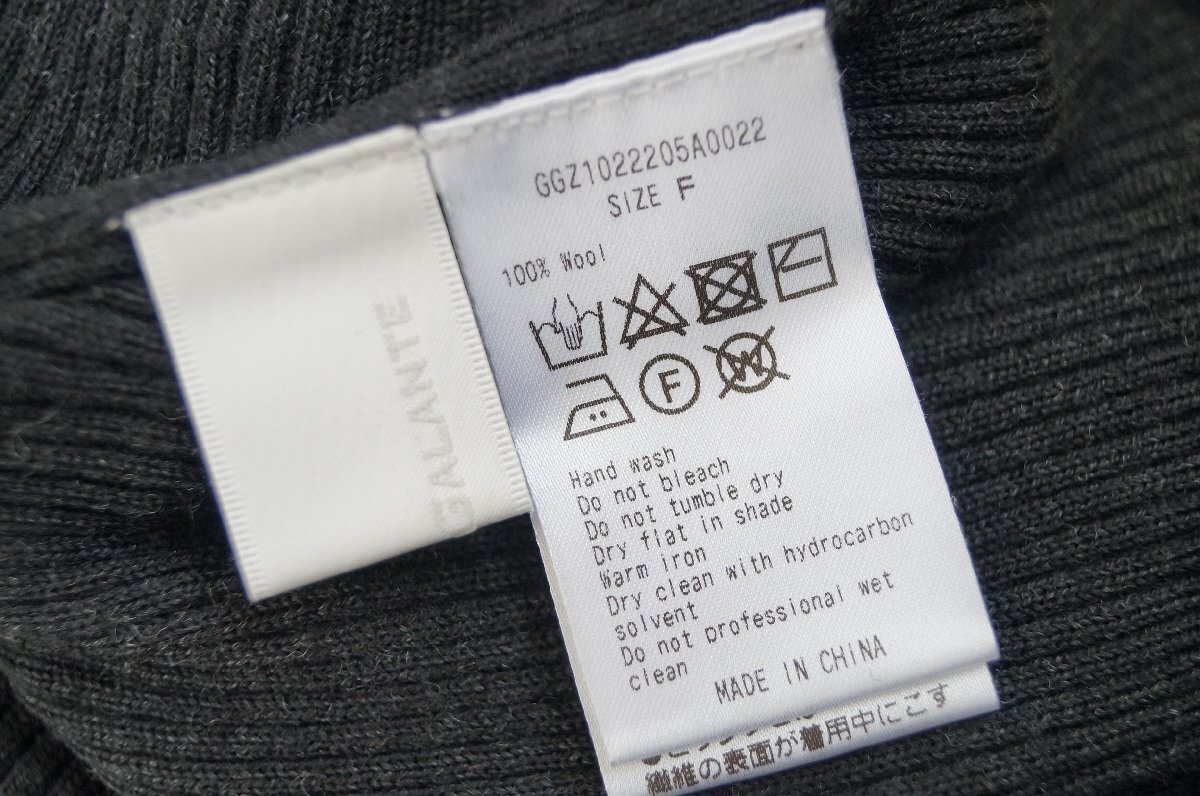 GALANTE
GGZ1022205A0022
SIZE F
100% Wool
F
W
Hand wash
Do not bleach
Do not tumble dry
Dry flat in shade
Warm iron
Dry clean with hydrocarbon
solvent
Do not professional wet
clean
MADE IN CHINA
繊維の表面が着用中にこす